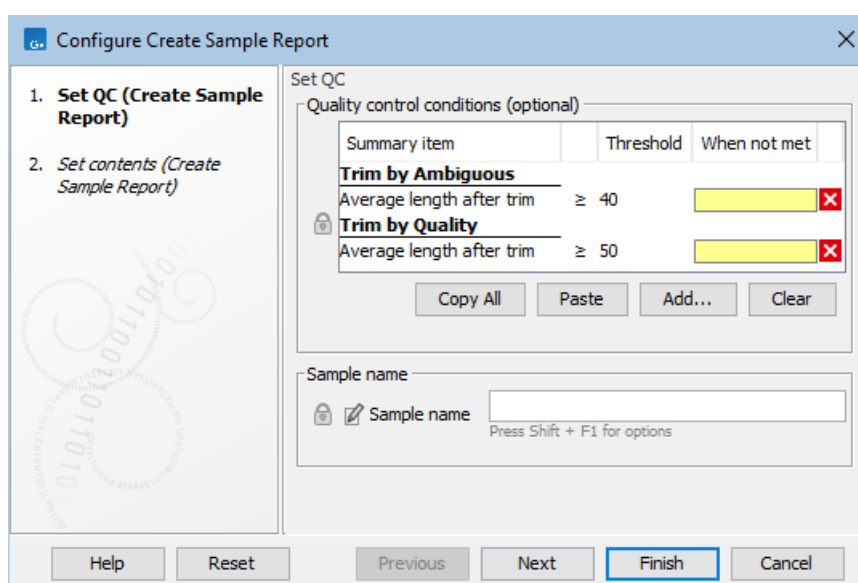 G.
Configure Create Sample Report
1. Set QC (Create Sample
Report)
2. Set contents (Create
Sample Report)
Set QC
Quality control conditions (optional)
Summary item Threshold When not met
Trim by Ambiguous
Average length after trim ≥ 40
Trim by Quality
Average length after trim ≥ 50
Copy All Paste Add... Clear
Sample name
Sample name
Press Shift + F1 for options
Help Reset Previous Next Finish Cancel